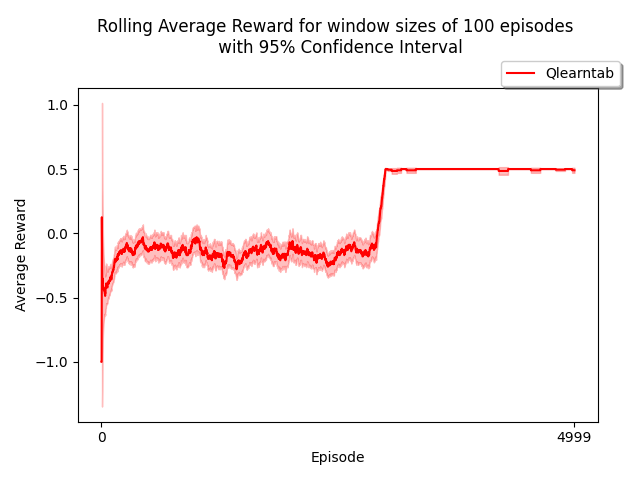 Rolling Average Reward for window sizes of 100 episodes
with 95% Confidence Interval
Qlearntab
1.0
0.5
0.0
−0.5
−1.0
Average Reward
0
4999
Episode